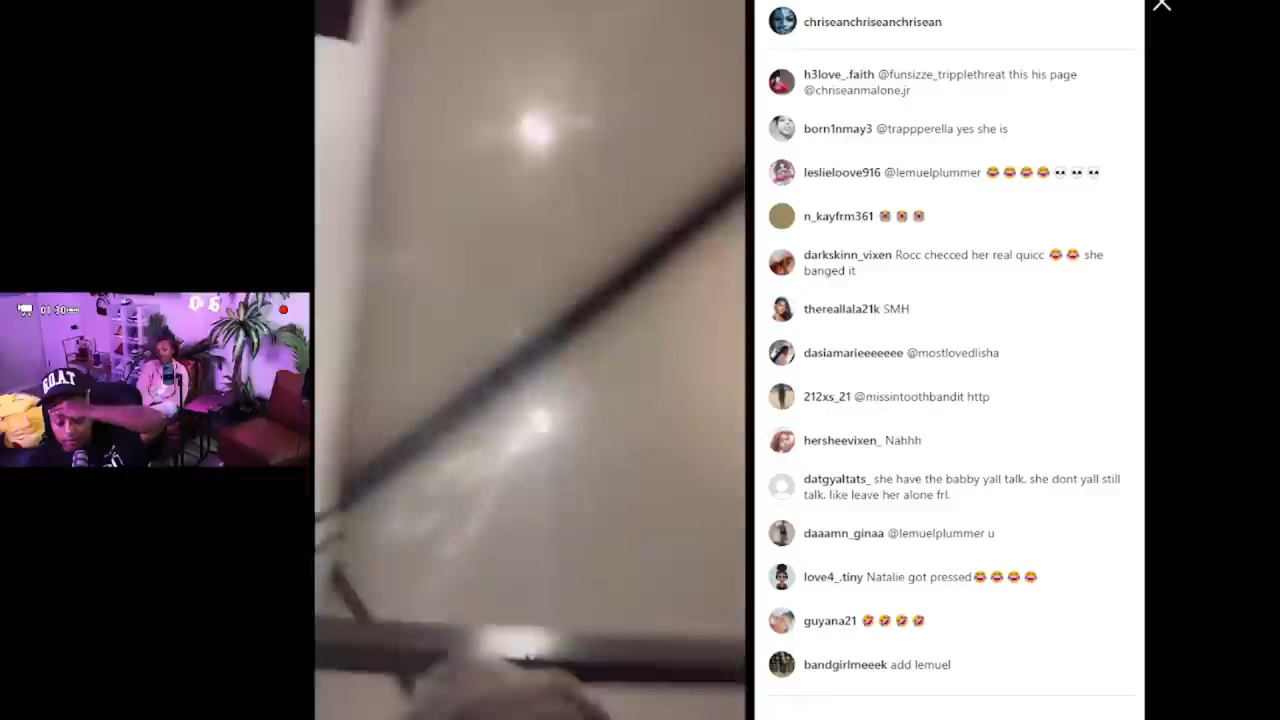 chriseanchriseanchrisean
h3love_.faith @funsizze_tripplethreat this his page
@chriseanmalone.jr
born1nmay3 @trappperella yes she is
leslieloove916 @lemuelplummer 😂 😂 😂 😂 💀 💀 💀
n_kayfrm361
darkskinn_vixen Rocc checced her real quicc 😂 😂 she
banged it
thereallala21k SMH
dasiamarieeeeeee @mostlovedlisha
212xs_21 @missintoothbandit http
hersheevixen_ Nahhh
datgyaltats_ she have the babby yall talk. she dont yall still
talk. like leave her alone frl.
daaamn_ginaa @lemuelplummer u
love4_.tiny Natalie got pressed😂 😂 😂 😂
guyana21 🤣 🤣 🤣 🤣
bandgirlmeeek add lemuel
G.O.A.T